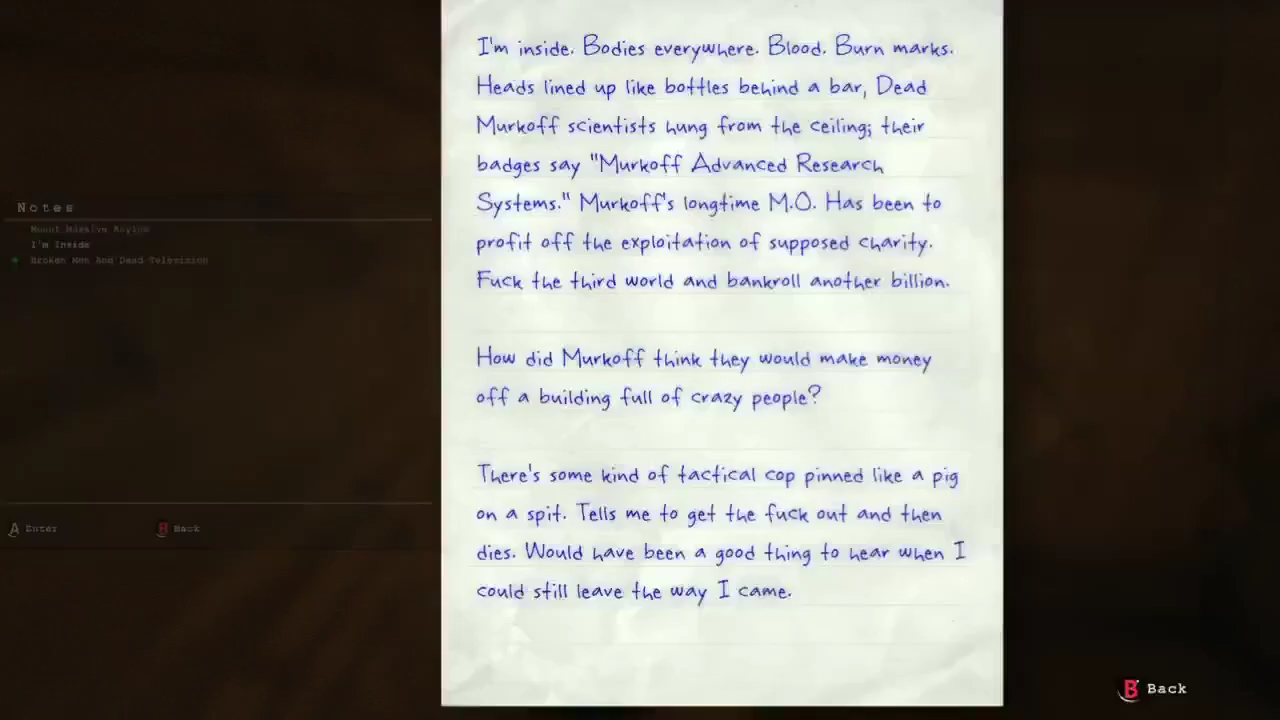 Notes
Mount Massive Asylum
I'm Inside
Broken Men And Dead Television
A Enter
B Back
I'm inside. Bodies everywhere. Blood. Burn marks.
Heads lined up like bottles behind a bar, Dead
Murkoff scientists hung from the ceiling; their
badges say "Murkoff Advanced Research
Systems." Murkoff's longtime M.O. Has been to
profit off the exploitation of supposed charity.
Fuck the third world and bankroll another billion.
How did Murkoff think they would make money
off a building full of crazy people?
There's some kind of tactical cop pinned like a pig
on a spit. Tells me to get the fuck out and then
dies. Would have been a good thing to hear when I
could still leave the way I came.
B Back